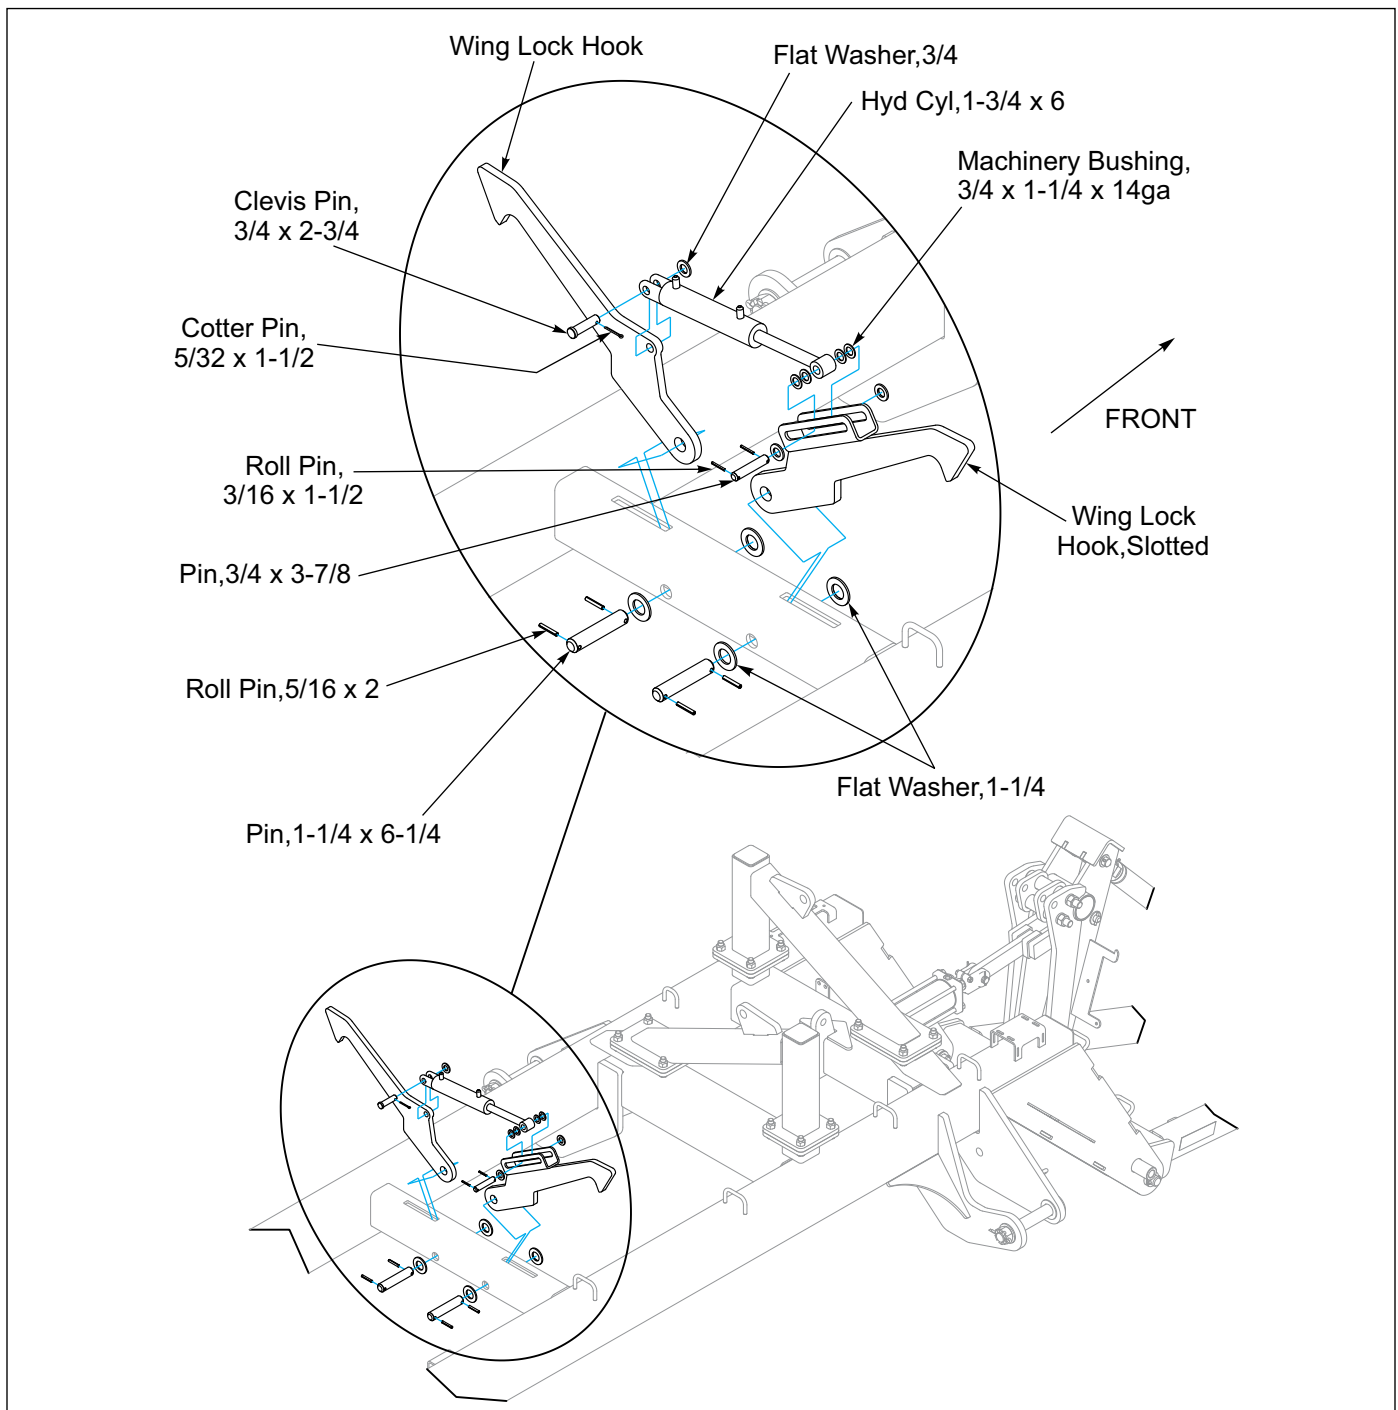 Wing Lock Hook
Flat Washer,3/4
Hyd Cyl,1-3/4 x 6
Machinery Bushing,
3/4 x 1-1/4 x 14ga
Clevis Pin,
3/4 x 2-3/4
Cotter Pin,
5/32 x 1-1/2
FRONT
Roll Pin,
3/16 x 1-1/2
Wing Lock
Hook,Slotted
Pin,3/4 x 3-7/8
Roll Pin,5/16 x 2
Flat Washer,1-1/4
Pin,1-1/4 x 6-1/4